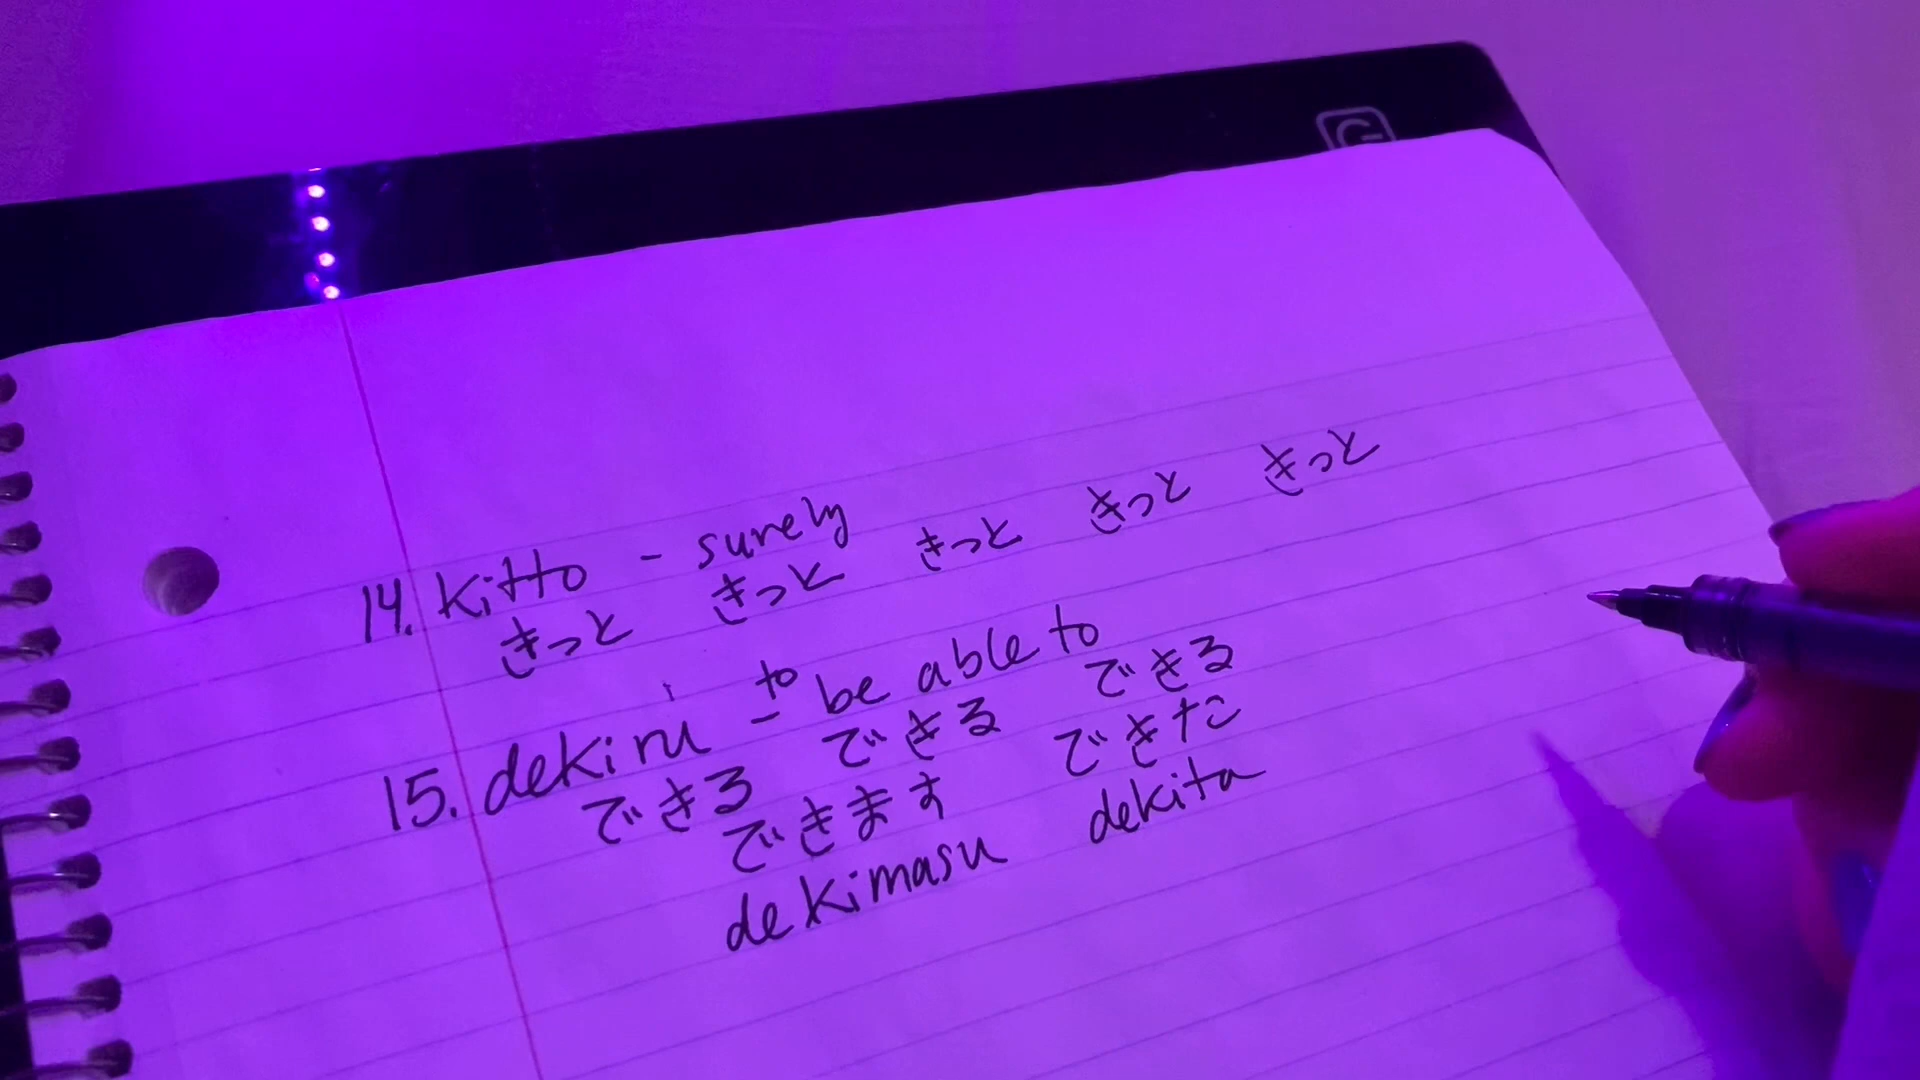 G
14. Kitto - surely
きっと きっと きっと きっと きっと
15. dekiru - to be able to
できる できる できる
できます できた
dekimasu dekita